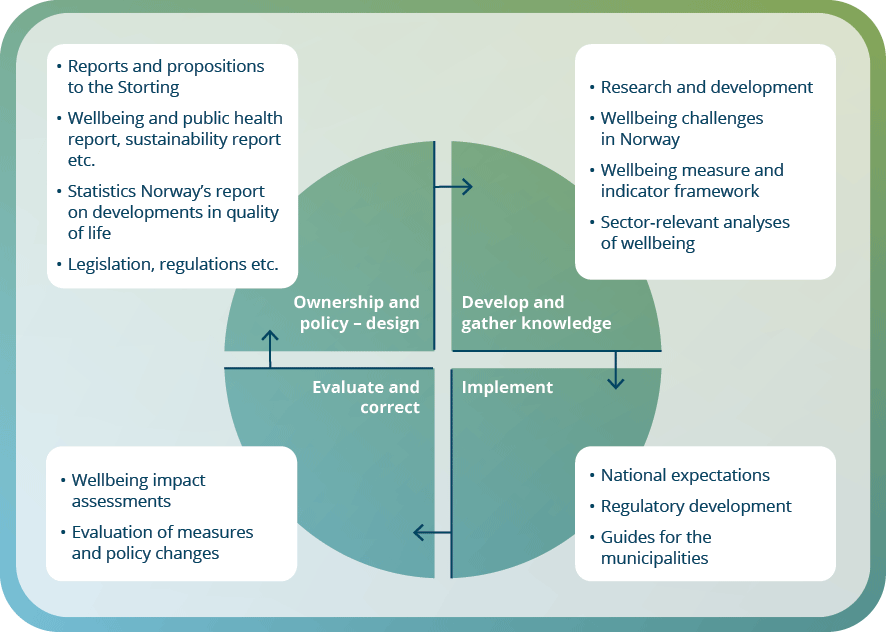 • Reports and propositions
to the Storting
• Wellbeing and public health
report, sustainability report
etc.
• Statistics Norway's report
on developments in quality
of life
• Legislation, regulations etc.
• Research and development
• Wellbeing challenges
in Norway
• Wellbeing measure and
indicator framework
• Sector-relevant analyses
of wellbeing
Ownership and
policy – design
Develop and
gather knowledge
Evaluate and
correct
Implement
• Wellbeing impact
assessments
• Evaluation of measures
and policy changes
• National expectations
• Regulatory development
• Guides for the
municipalities